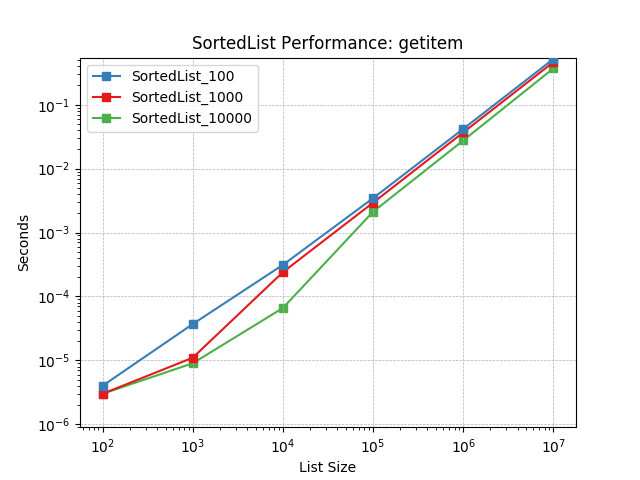 SortedList Performance: getitem
SortedList_100
SortedList_1000
SortedList_10000
Seconds
10⁻¹
10⁻²
10⁻³
10⁻⁴
10⁻⁵
10⁻⁶
10² 10³ 10⁴ 10⁵ 10⁶ 10⁷
List Size